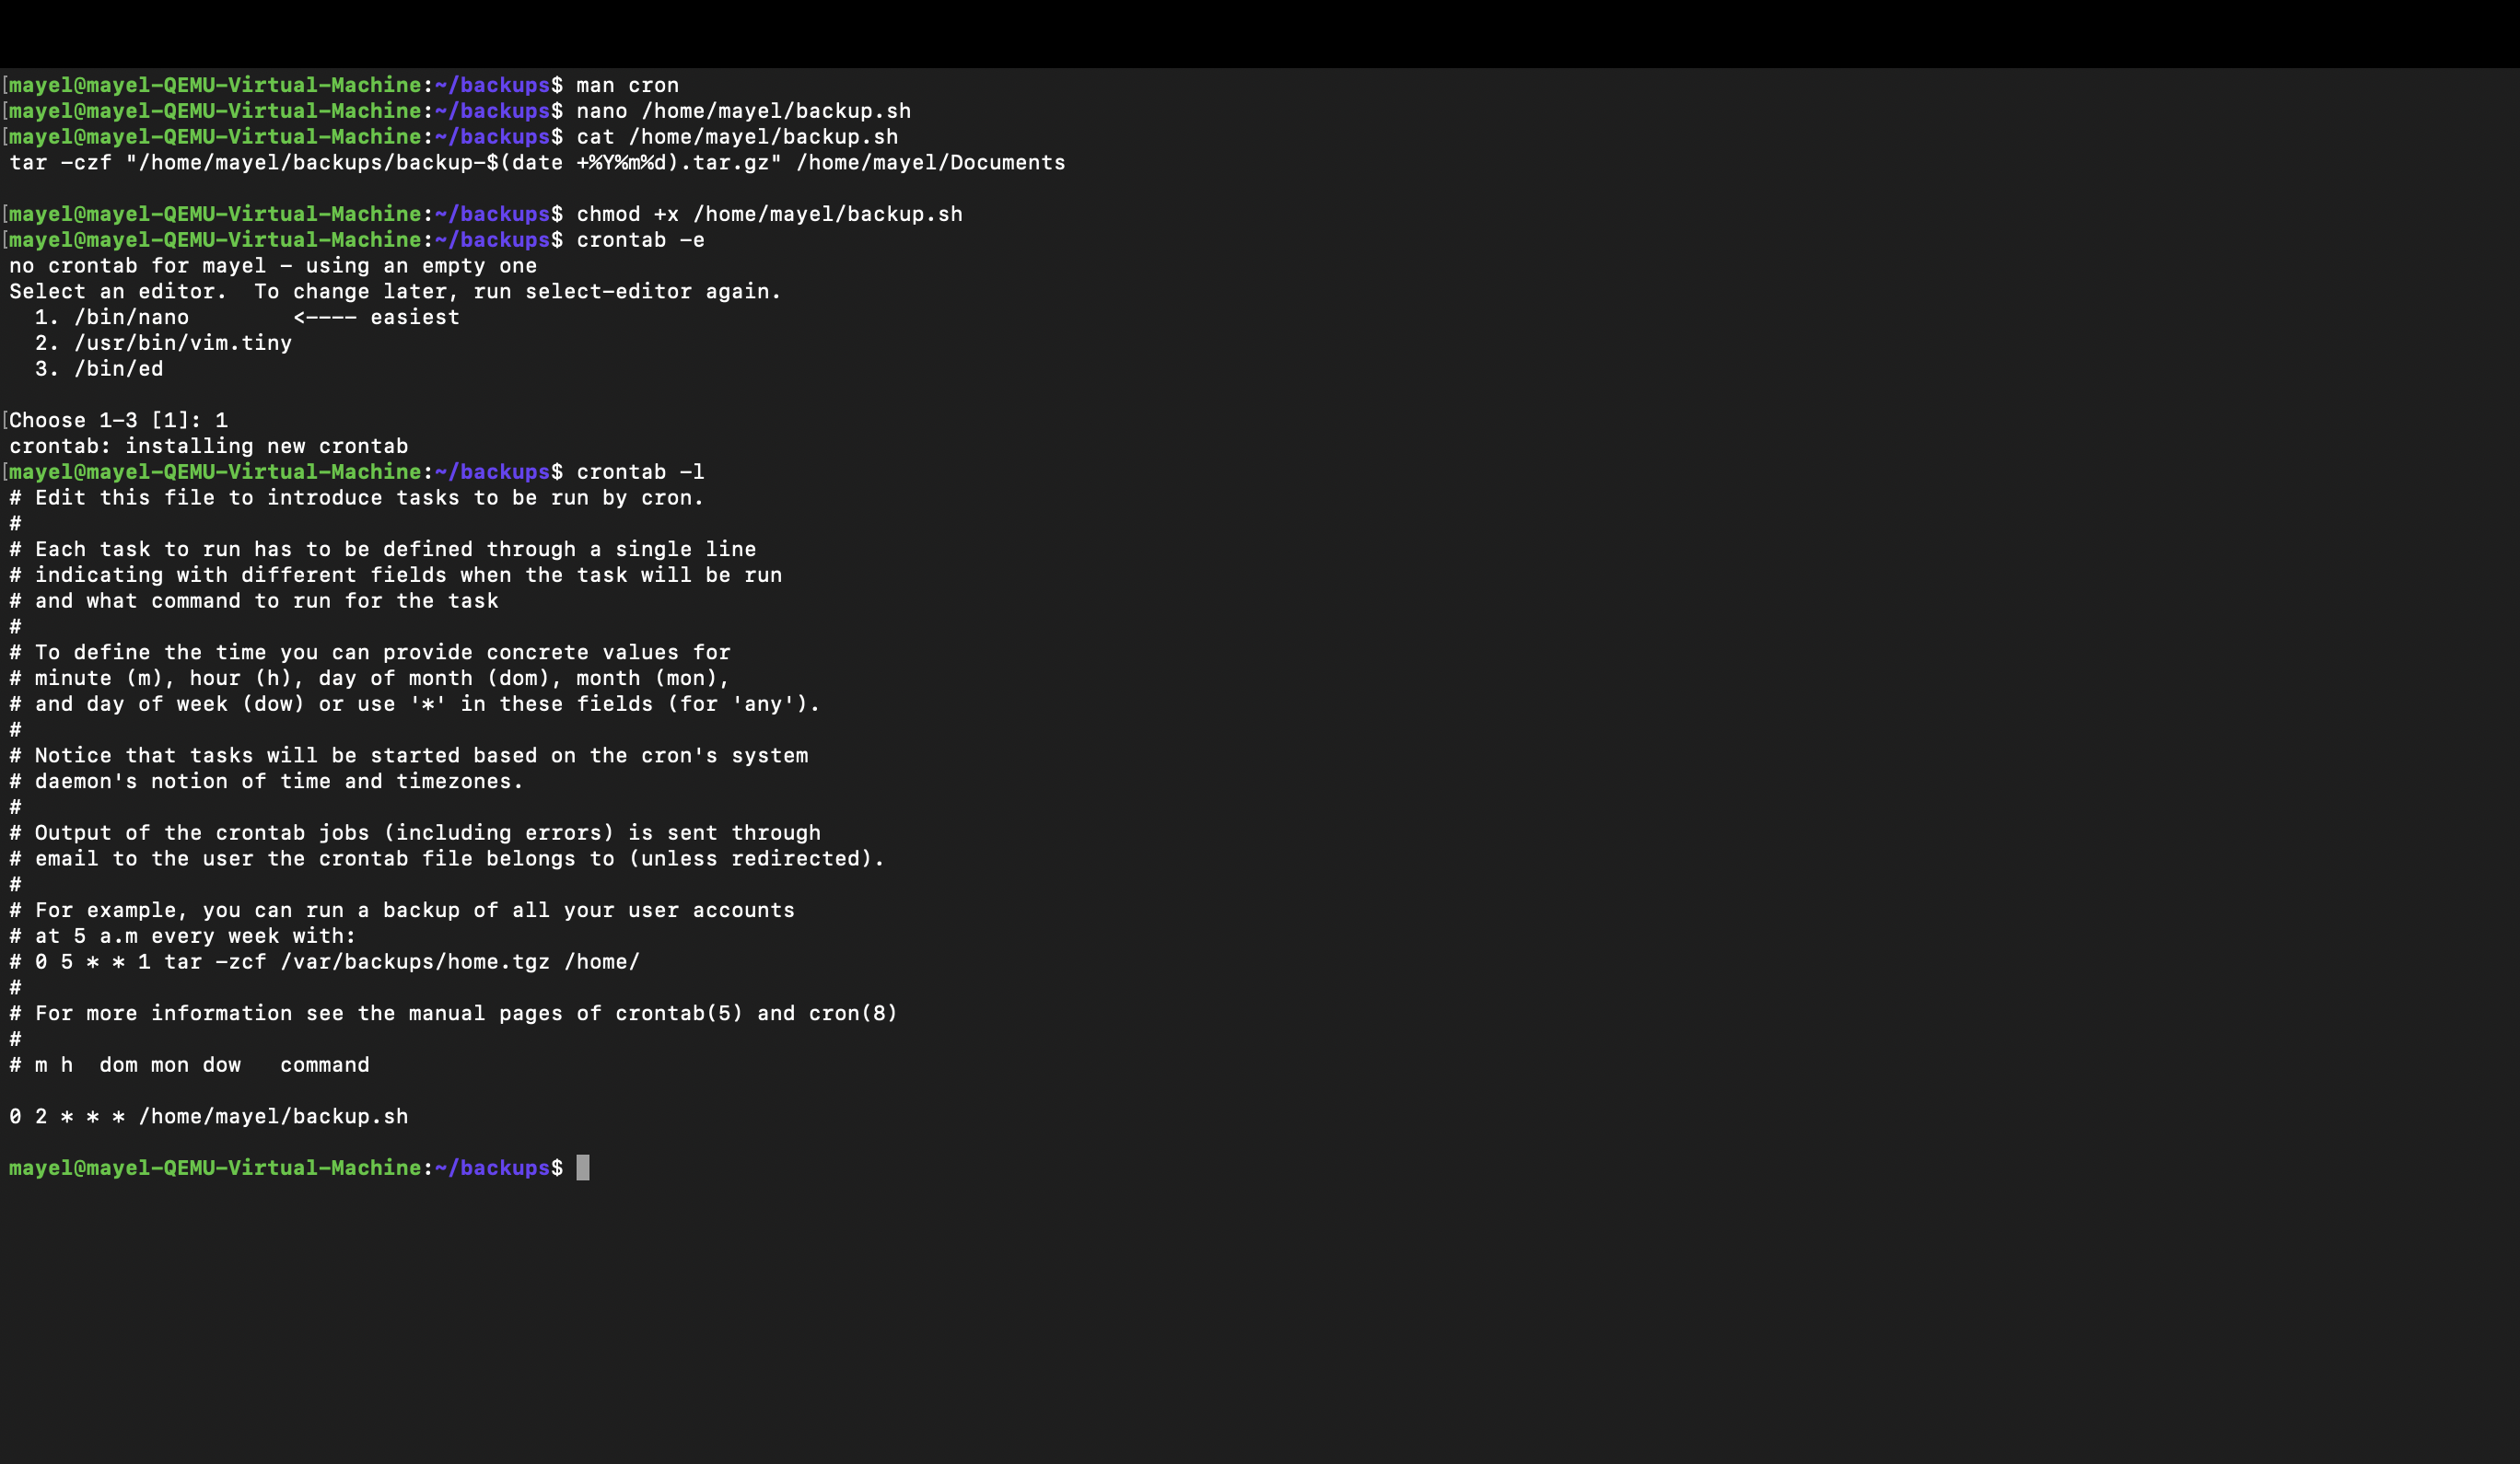 [mayel@mayel-QEMU-Virtual-Machine:~/backups$ man cron
[mayel@mayel-QEMU-Virtual-Machine:~/backups$ nano /home/mayel/backup.sh
[mayel@mayel-QEMU-Virtual-Machine:~/backups$ cat /home/mayel/backup.sh
tar -czf "/home/mayel/backups/backup-$(date +%Y%m%d).tar.gz" /home/mayel/Documents

[mayel@mayel-QEMU-Virtual-Machine:~/backups$ chmod +x /home/mayel/backup.sh
[mayel@mayel-QEMU-Virtual-Machine:~/backups$ crontab -e
no crontab for mayel - using an empty one
Select an editor.  To change later, run select-editor again.
  1. /bin/nano        <---- easiest
  2. /usr/bin/vim.tiny
  3. /bin/ed

[Choose 1-3 [1]: 1
crontab: installing new crontab
[mayel@mayel-QEMU-Virtual-Machine:~/backups$ crontab -l
# Edit this file to introduce tasks to be run by cron.
#
# Each task to run has to be defined through a single line
# indicating with different fields when the task will be run
# and what command to run for the task
#
# To define the time you can provide concrete values for
# minute (m), hour (h), day of month (dom), month (mon),
# and day of week (dow) or use '*' in these fields (for 'any').
#
# Notice that tasks will be started based on the cron's system
# daemon's notion of time and timezones.
#
# Output of the crontab jobs (including errors) is sent through
# email to the user the crontab file belongs to (unless redirected).
#
# For example, you can run a backup of all your user accounts
# at 5 a.m every week with:
# 0 5 * * 1 tar -zcf /var/backups/home.tgz /home/
#
# For more information see the manual pages of crontab(5) and cron(8)
#
# m h  dom mon dow   command

0 2 * * * /home/mayel/backup.sh

mayel@mayel-QEMU-Virtual-Machine:~/backups$